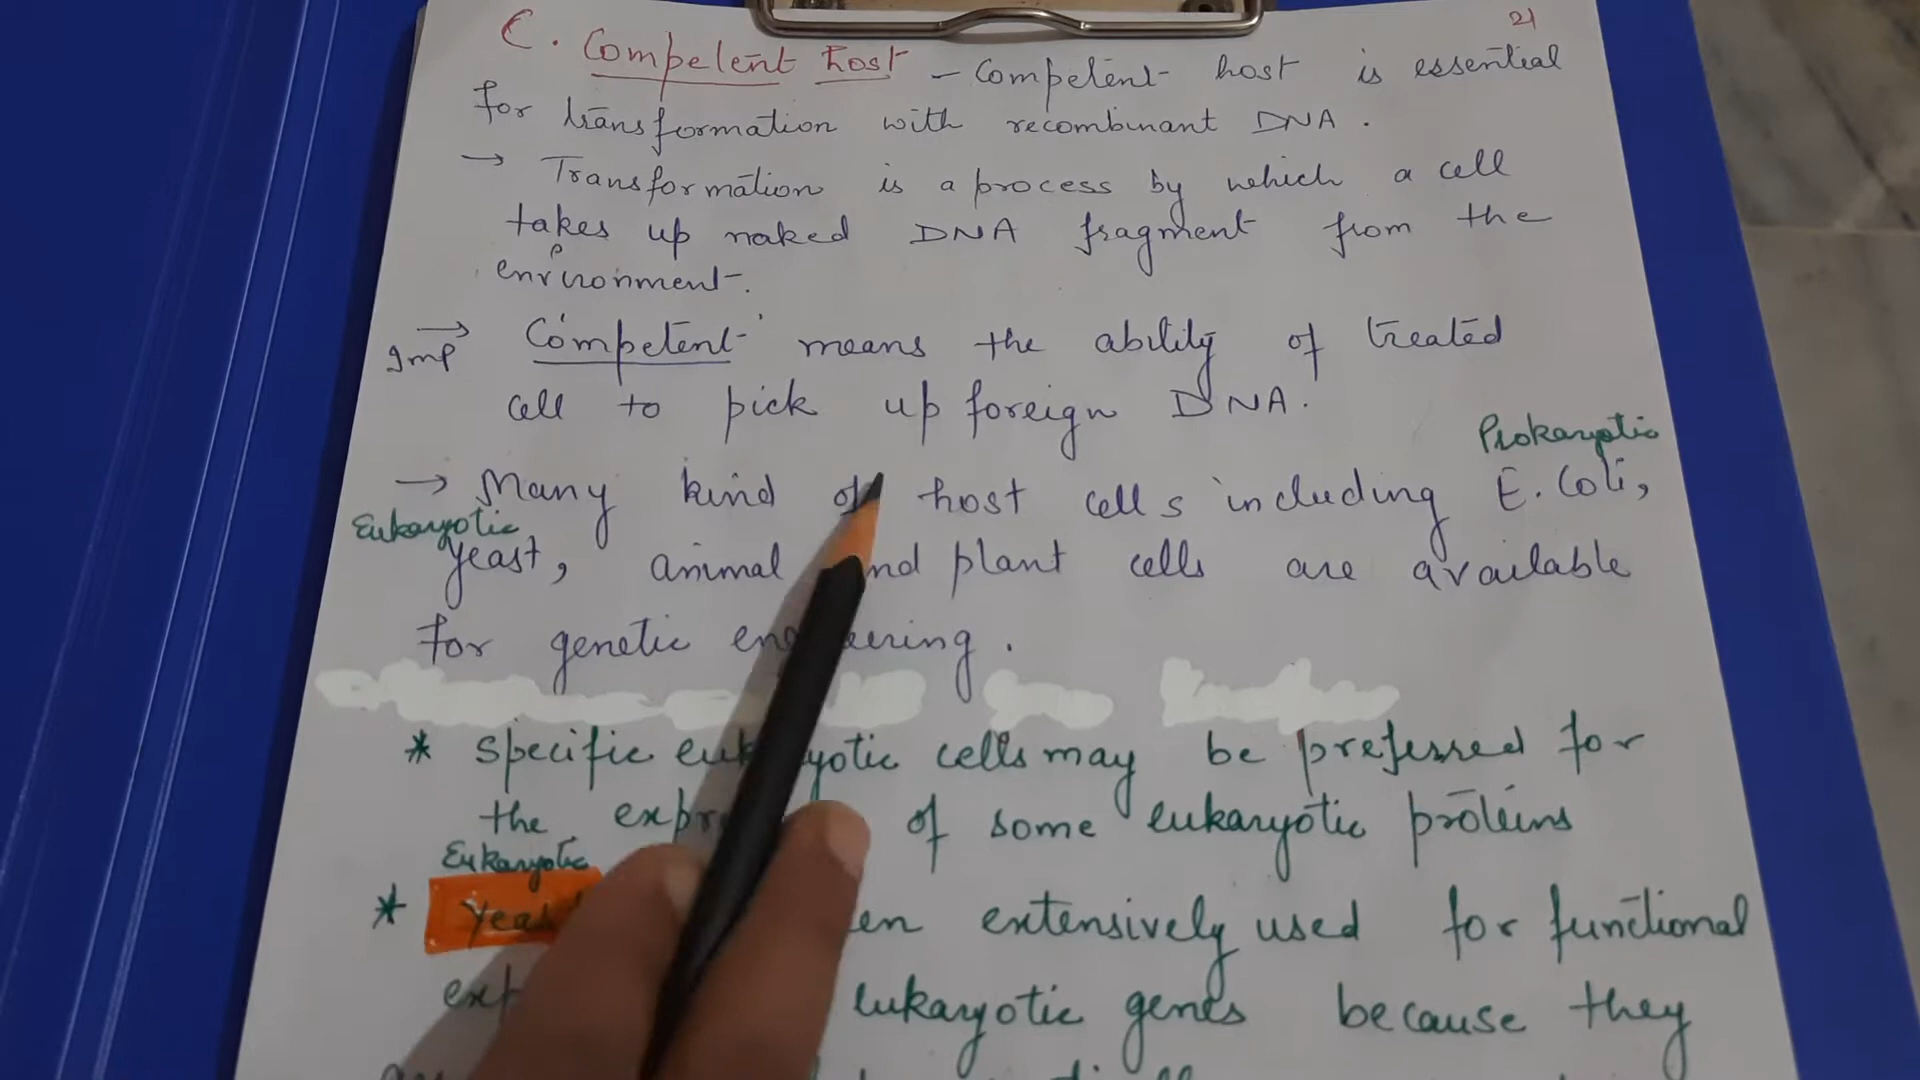 21
C. Competent host - Competent host is essential
for transformation with recombinant DNA.
→ Transformation is a process by which a cell
takes up naked DNA fragment from the
environment.
Imp → 'Competent' means the ability of treated
cell to pick up foreign DNA.
Prokaryotic
→ Many kind of host cells including E. Coli,
Eukaryotic
yeast, animal and plant cells are available
for genetic engineering.
* Specific eukaryotic cells may be preferred for
the of some eukaryotic proteins
Eukaryotic
* Yeast extensively used for functional
eukaryotic genes because they